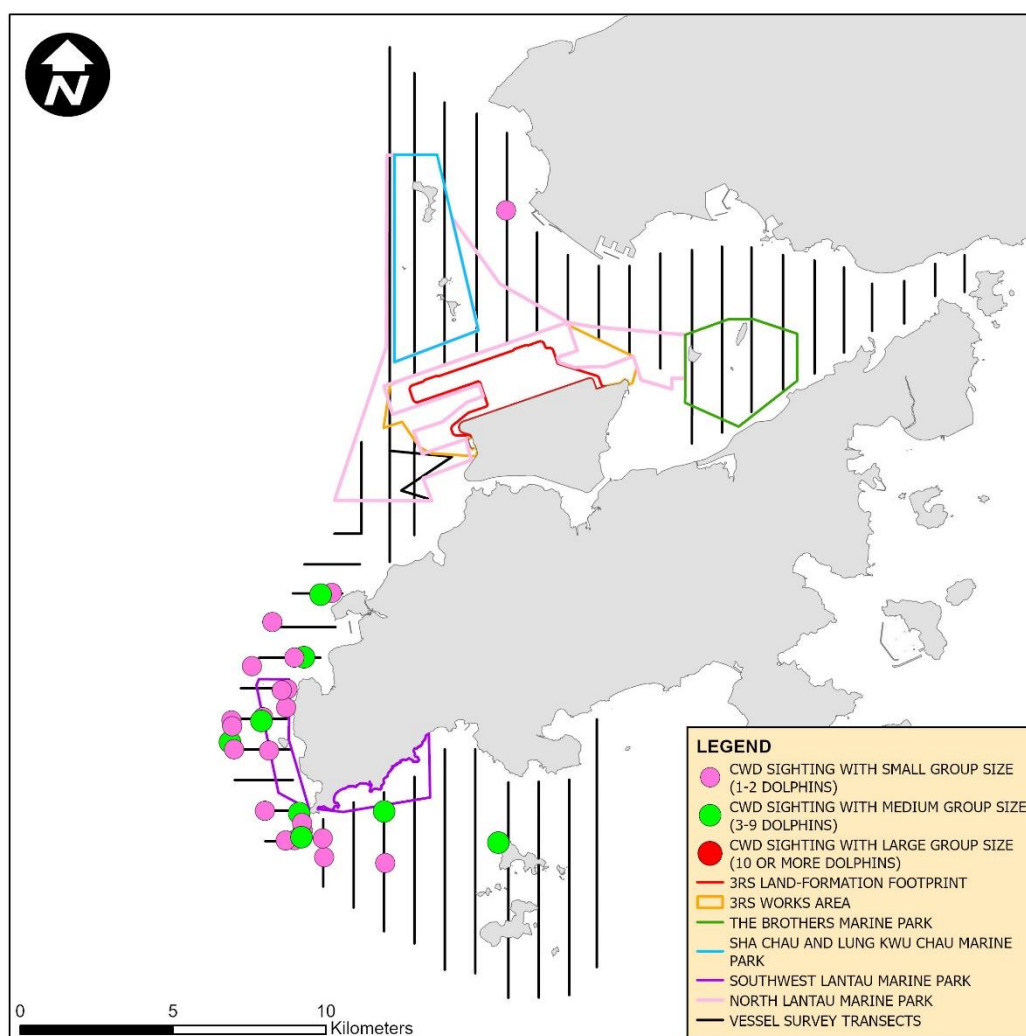 N
LEGEND
CWD SIGHTING WITH SMALL GROUP SIZE
(1-2 DOLPHINS)
CWD SIGHTING WITH MEDIUM GROUP SIZE
(3-9 DOLPHINS)
CWD SIGHTING WITH LARGE GROUP SIZE
(10 OR MORE DOLPHINS)
3RS LAND-FORMATION FOOTPRINT
3RS WORKS AREA
THE BROTHERS MARINE PARK
SHA CHAU AND LUNG KWU CHAU MARINE
PARK
SOUTHWEST LANTAU MARINE PARK
NORTH LANTAU MARINE PARK
VESSEL SURVEY TRANSECTS
0 5 10
Kilometers